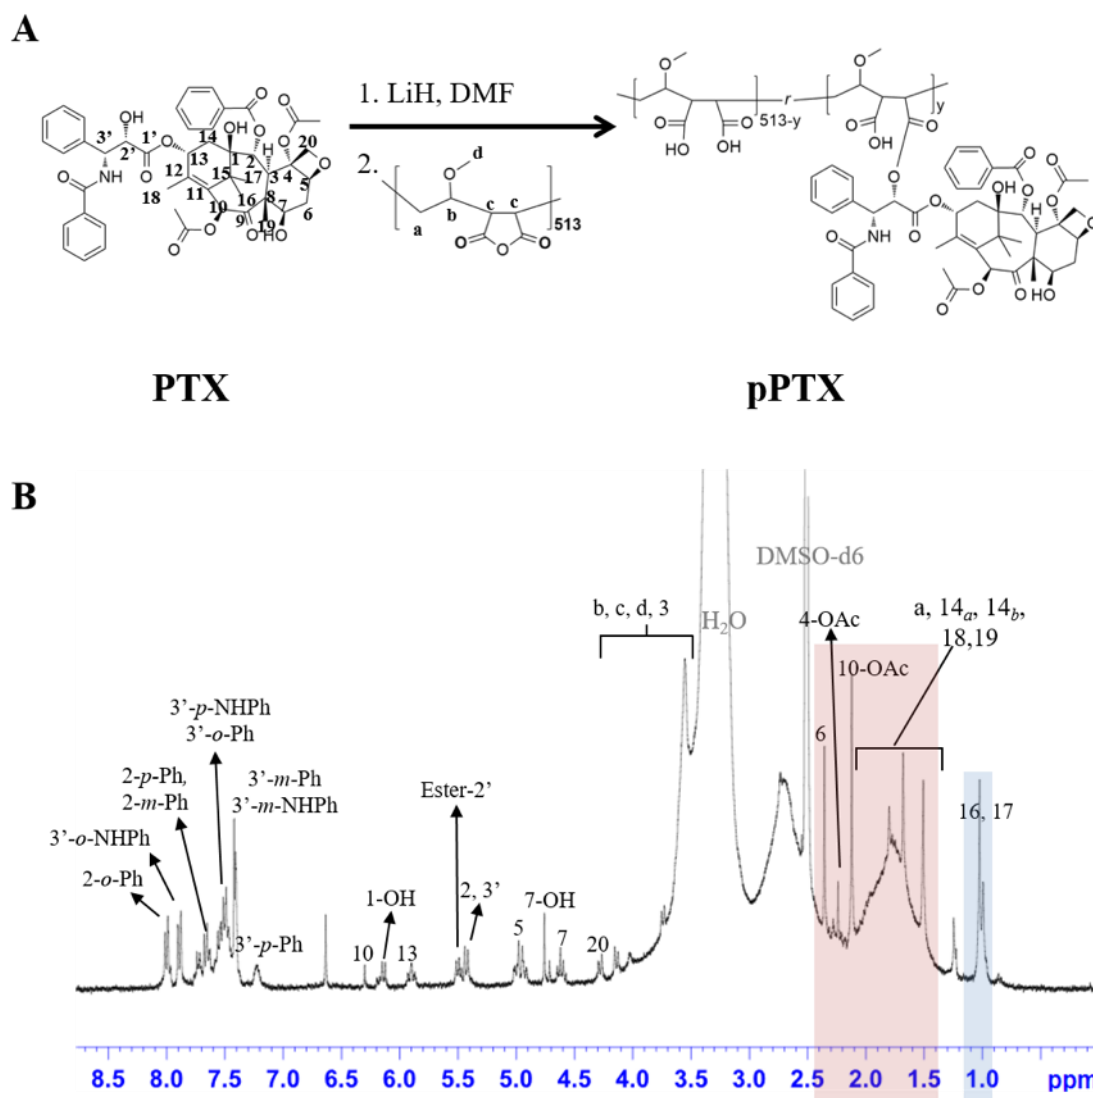 A
1. LiH, DMF
2.
O
O
O
OH
3'
1'
2'
O
O
NH
O
14
OH
O
O
20
O
12
13
1
2
H
O
4
O
15
17
3
5
18
11
16
8
7
6
10
9
O
19
HO
O
O
d
O
b
c
c
a
O
O
O
513
O
O
HO
OH
O
513-y
r
O
O
OH
O
y
O
O
O
NH
O
O
OH
O
O
O
H
O
O
O
O
O
HO
PTX
pPTX
B
DMSO-d6
H2O
b, c, d, 3
4-OAc
a, 14a, 14b,
18,19
10-OAc
6
16, 17
3'-p-NHPh
3'-o-Ph
2-p-Ph,
2-m-Ph
3'-m-Ph
3'-m-NHPh
3'-o-NHPh
2-o-Ph
3'-p-Ph
Ester-2'
1-OH
2, 3'
7-OH
10
13
5
7
20
8.5 8.0 7.5 7.0 6.5 6.0 5.5 5.0 4.5 4.0 3.5 3.0 2.5 2.0 1.5 1.0 ppm